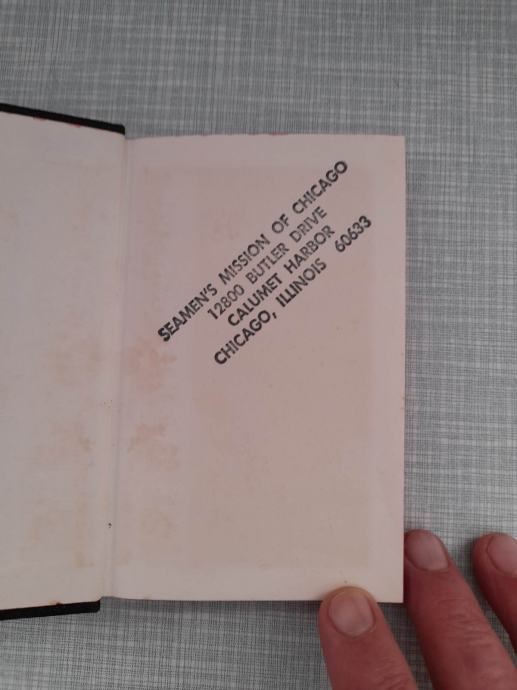 SEAMEN'S MISSION OF CHICAGO
12800 BUTLER DRIVE
CALUMET HARBOR
CHICAGO, ILLINOIS 60633